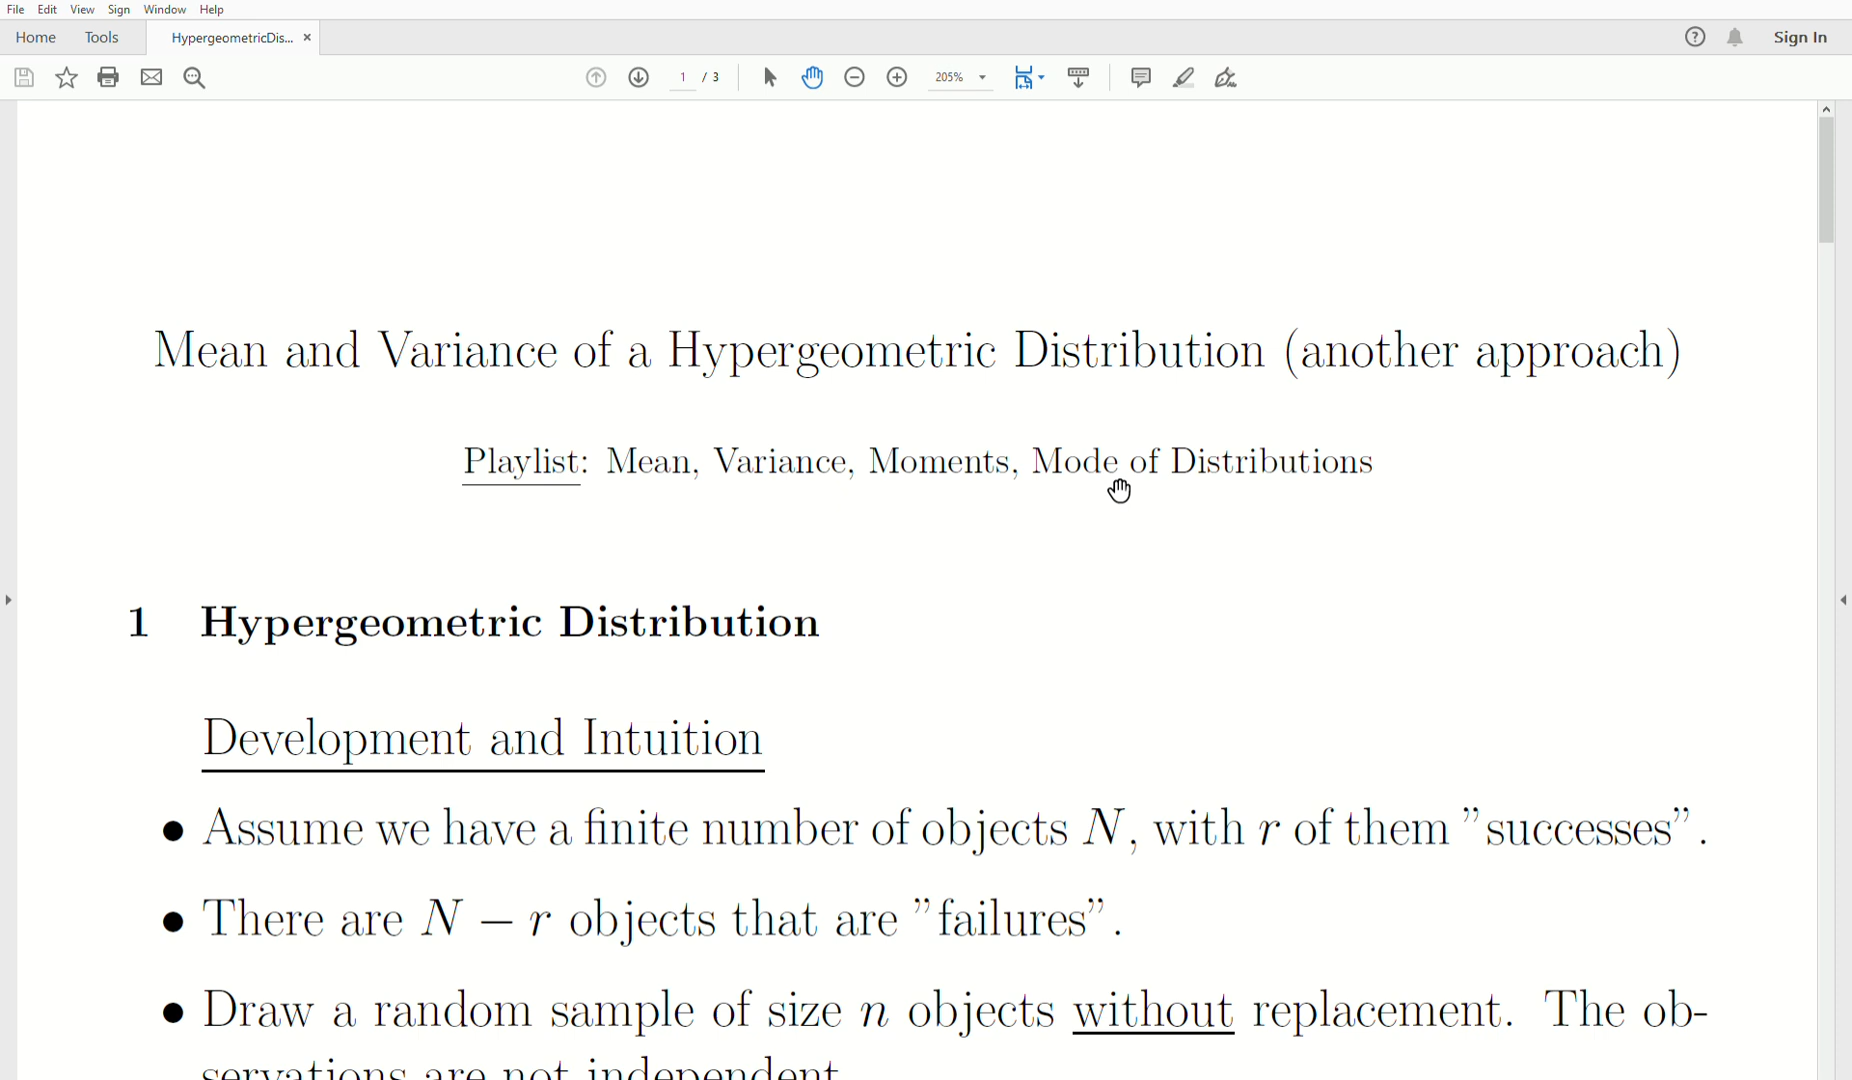 File Edit View Sign Window Help
Home Tools HypergeometricDis... × Sign In
1 / 3 205%
Mean and Variance of a Hypergeometric Distribution (another approach)
Playlist: Mean, Variance, Moments, Mode of Distributions
1 Hypergeometric Distribution
Development and Intuition
• Assume we have a finite number of objects N, with r of them ”successes”.
• There are N − r objects that are ”failures”.
• Draw a random sample of size n objects without replacement. The ob-
servations are not independent